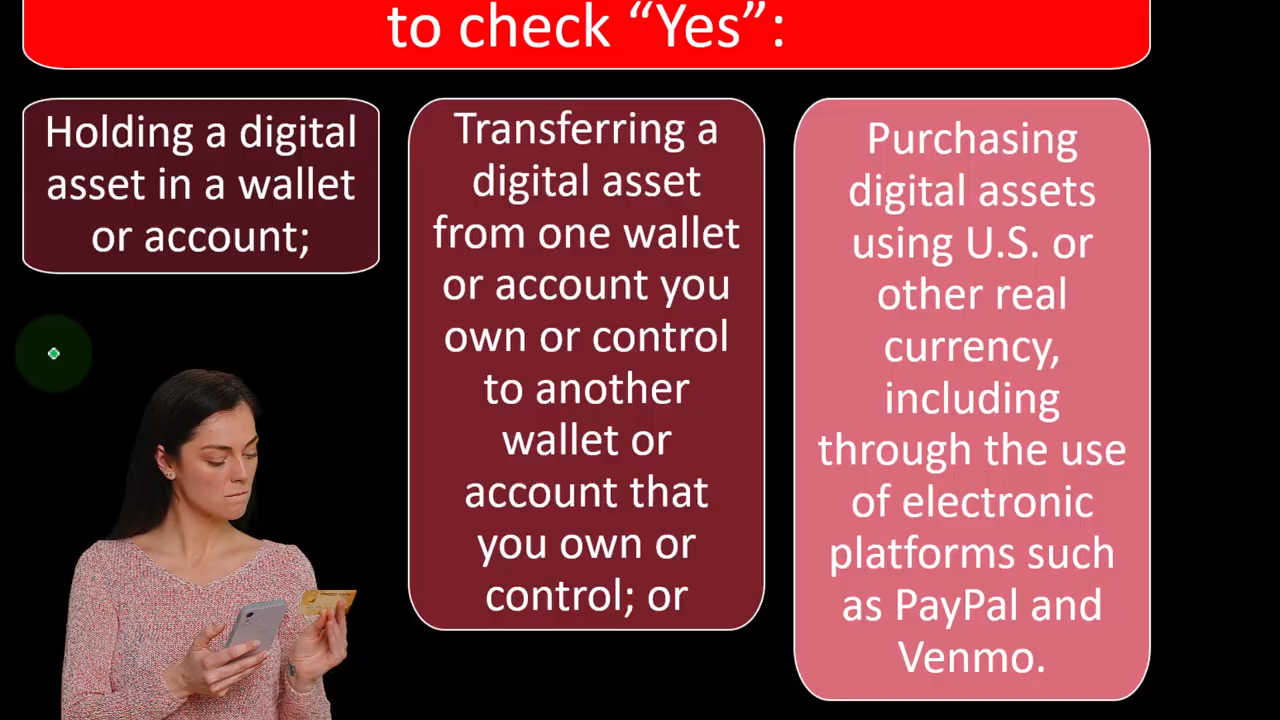 to check “Yes”:
Holding a digital
asset in a wallet
or account;
Transferring a
digital asset
from one wallet
or account you
own or control
to another
wallet or
account that
you own or
control; or
Purchasing
digital assets
using U.S. or
other real
currency,
including
through the use
of electronic
platforms such
as PayPal and
Venmo.